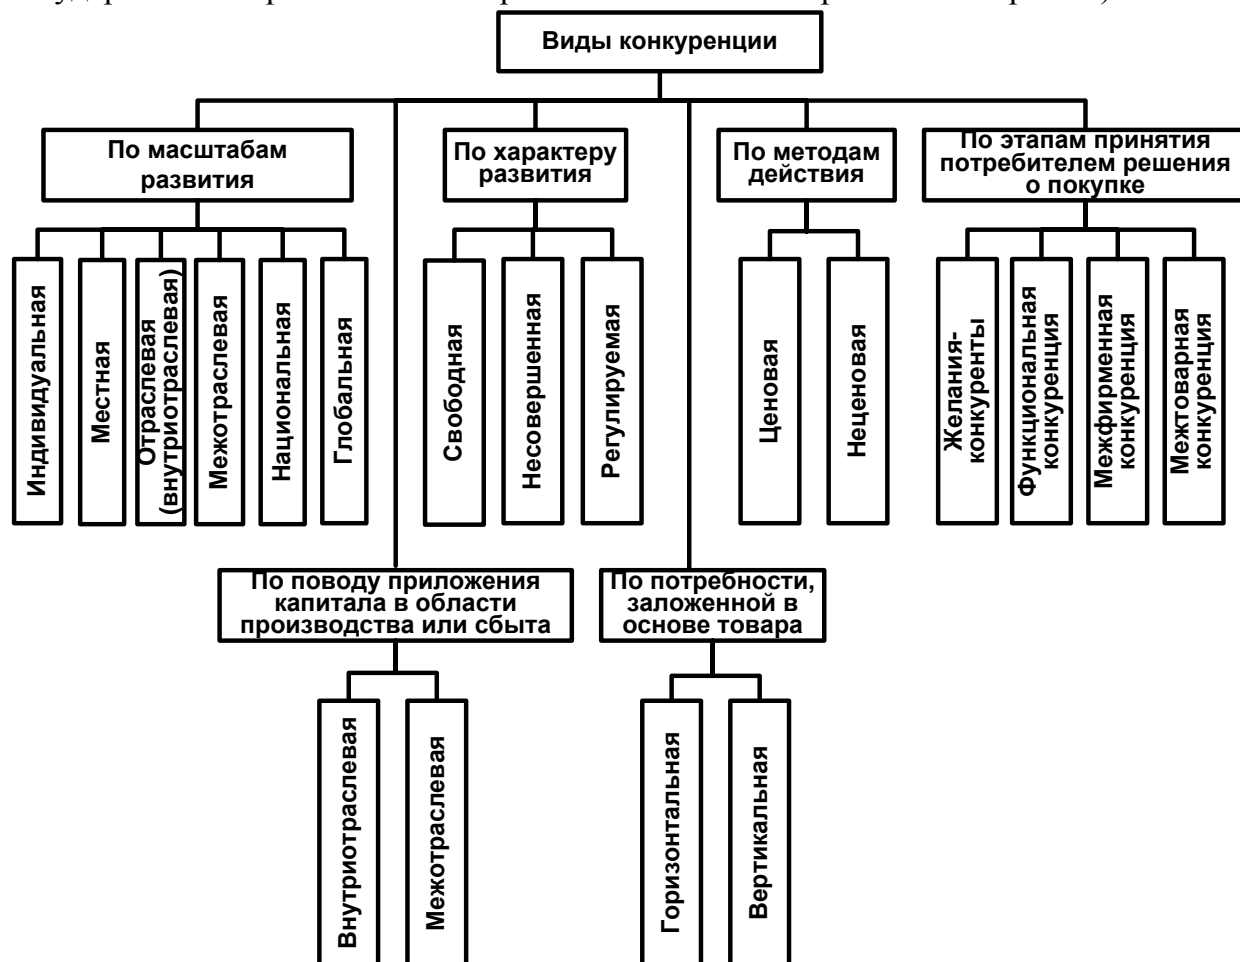 Виды конкуренции
По масштабам
развития
По характеру
развития
По методам
действия
По этапам принятия
потребителем решения
о покупке
Индивидуальная
Местная
Отраслевая
(внутриотраслевая)
Межотраслевая
Национальная
Глобальная
Свободная
Несовершенная
Регулируемая
Ценовая
Неценовая
Желания-
конкуренты
Функциональная
конкуренция
Межфирменная
конкуренция
Межтоварная
конкуренция
По поводу приложения
капитала в области
производства или сбыта
По потребности,
заложенной в
основе товара
Внутриотраслевая
Межотраслевая
Горизонтальная
Вертикальная